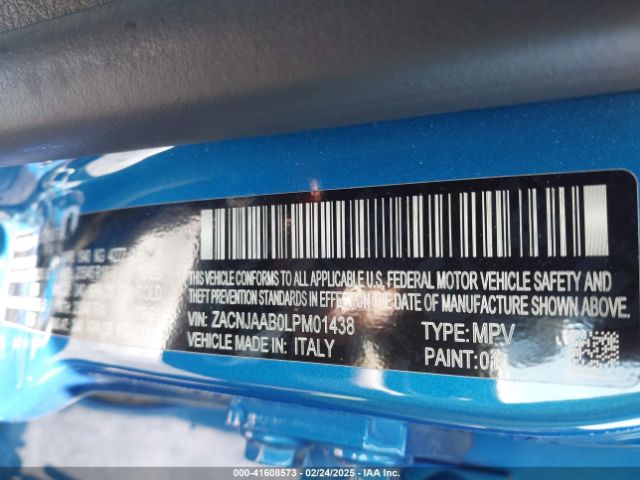 THIS VEHICLE CONFORMS TO ALL APPLICABLE U.S. FEDERAL MOTOR VEHICLE SAFETY AND
THEFT PREVENTION STANDARDS IN EFFECT ON THE DATE OF MANUFACTURE SHOWN ABOVE.
VIN: ZACNJAAB0LPM01438 TYPE: MPV
VEHICLE MADE IN: ITALY PAINT:
000-41608573 - 02/24/2025 - IAA Inc.